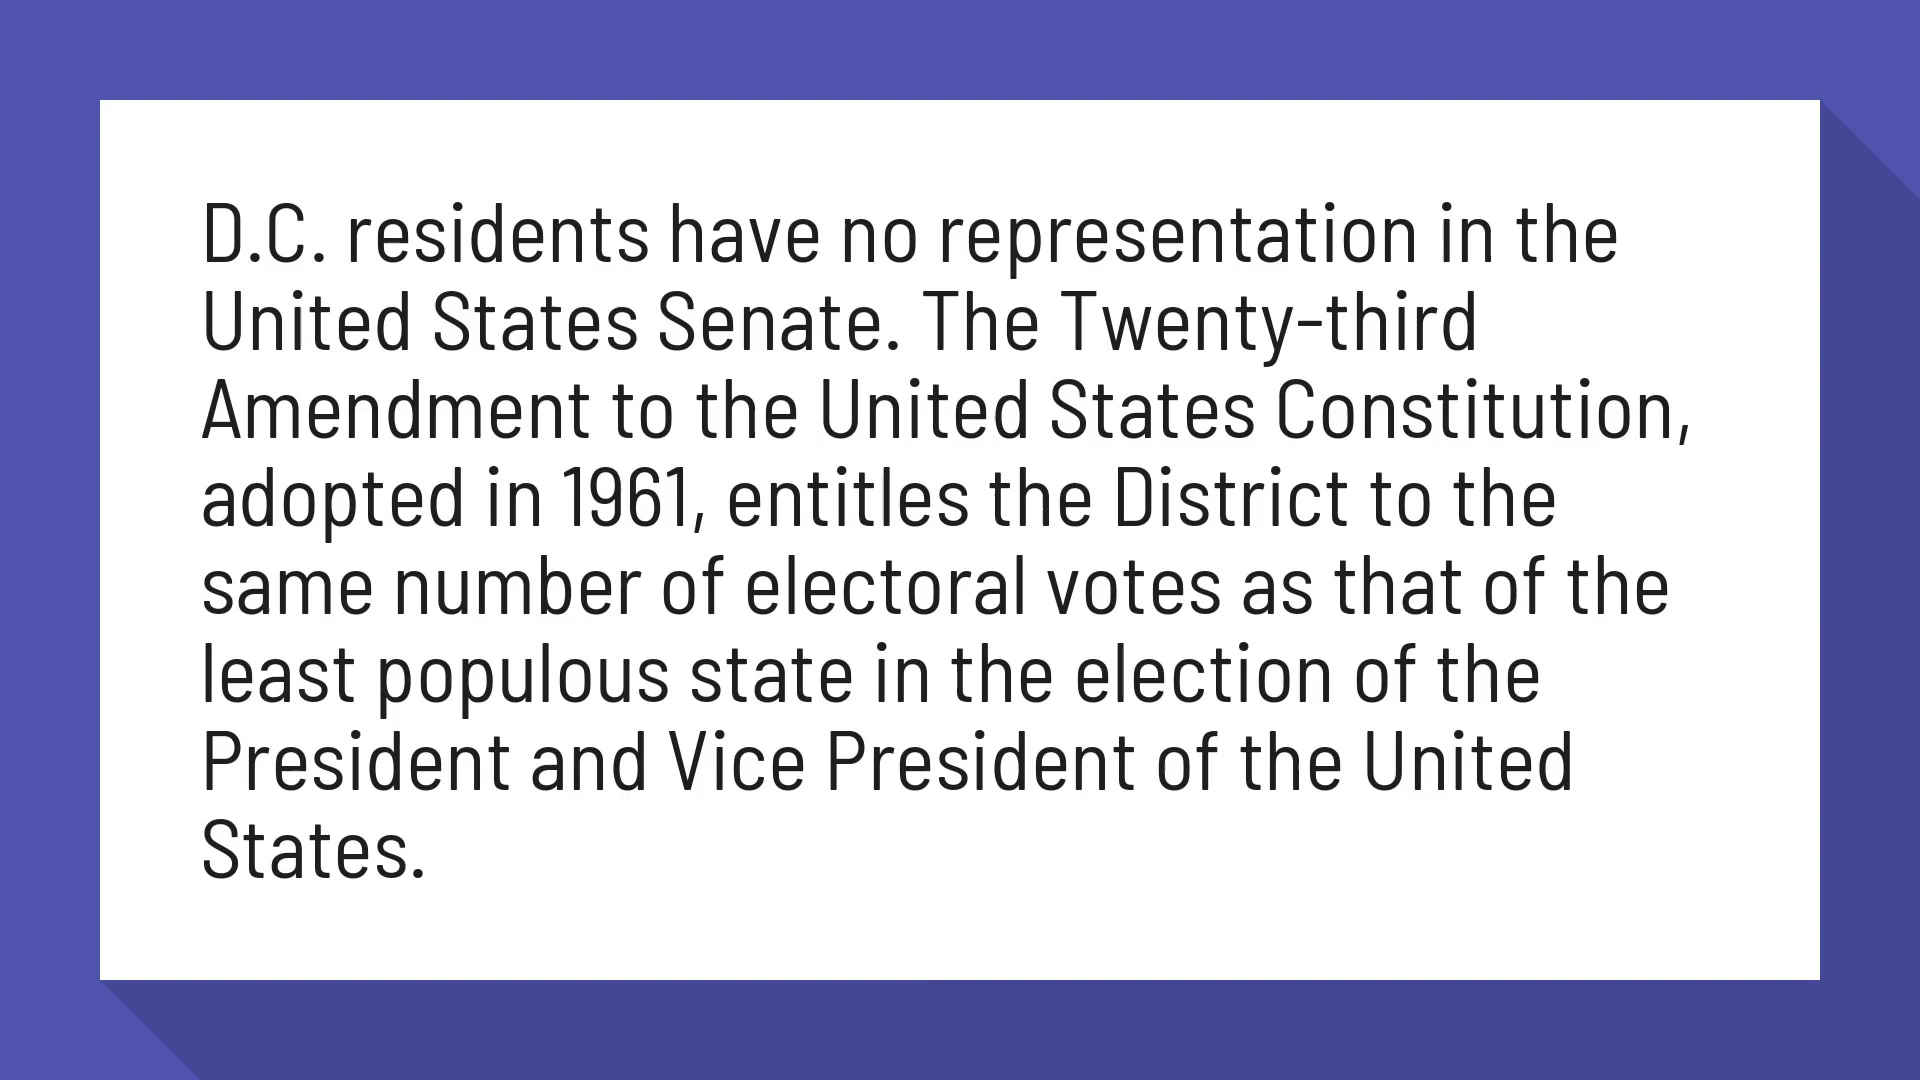 D.C. residents have no representation in the
United States Senate. The Twenty-third
Amendment to the United States Constitution,
adopted in 1961, entitles the District to the
same number of electoral votes as that of the
least populous state in the election of the
President and Vice President of the United
States.